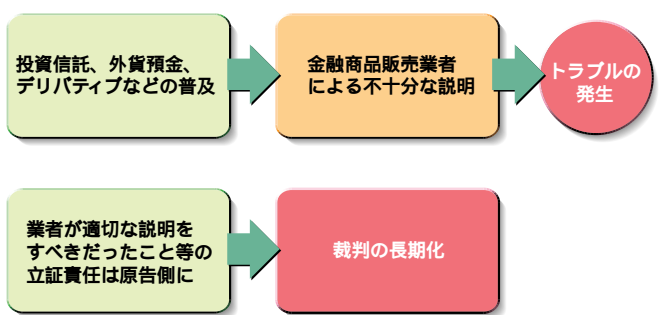 投資信託、外貨預金、
デリバティブなどの普及
金融商品販売業者
による不十分な説明
トラブルの
発生
業者が適切な説明を
すべきだったこと等の
立証責任は原告側に
裁判の長期化